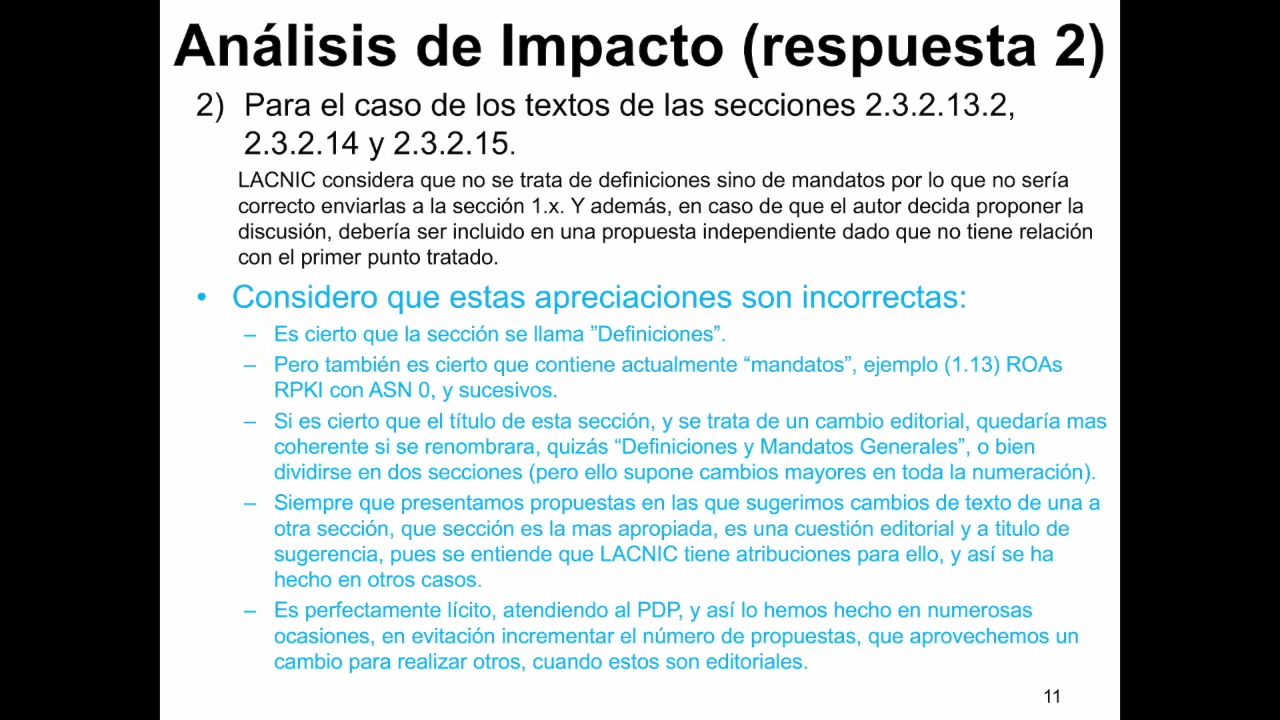 Análisis de Impacto (respuesta 2)
2) Para el caso de los textos de las secciones 2.3.2.13.2,
2.3.2.14 y 2.3.2.15.
LACNIC considera que no se trata de definiciones sino de mandatos por lo que no sería
correcto enviarlas a la sección 1.x. Y además, en caso de que el autor decida proponer la
discusión, debería ser incluido en una propuesta independiente dado que no tiene relación
con el primer punto tratado.
• Considero que estas apreciaciones son incorrectas:
– Es cierto que la sección se llama ”Definiciones”.
– Pero también es cierto que contiene actualmente “mandatos”, ejemplo (1.13) ROAs
RPKI con ASN 0, y sucesivos.
– Si es cierto que el título de esta sección, y se trata de un cambio editorial, quedaría mas
coherente si se renombrara, quizás “Definiciones y Mandatos Generales”, o bien
dividirse en dos secciones (pero ello supone cambios mayores en toda la numeración).
– Siempre que presentamos propuestas en las que sugerimos cambios de texto de una a
otra sección, que sección es la mas apropiada, es una cuestión editorial y a titulo de
sugerencia, pues se entiende que LACNIC tiene atribuciones para ello, y así se ha
hecho en otros casos.
– Es perfectamente lícito, atendiendo al PDP, y así lo hemos hecho en numerosas
ocasiones, en evitación incrementar el número de propuestas, que aprovechemos un
cambio para realizar otros, cuando estos son editoriales.
11